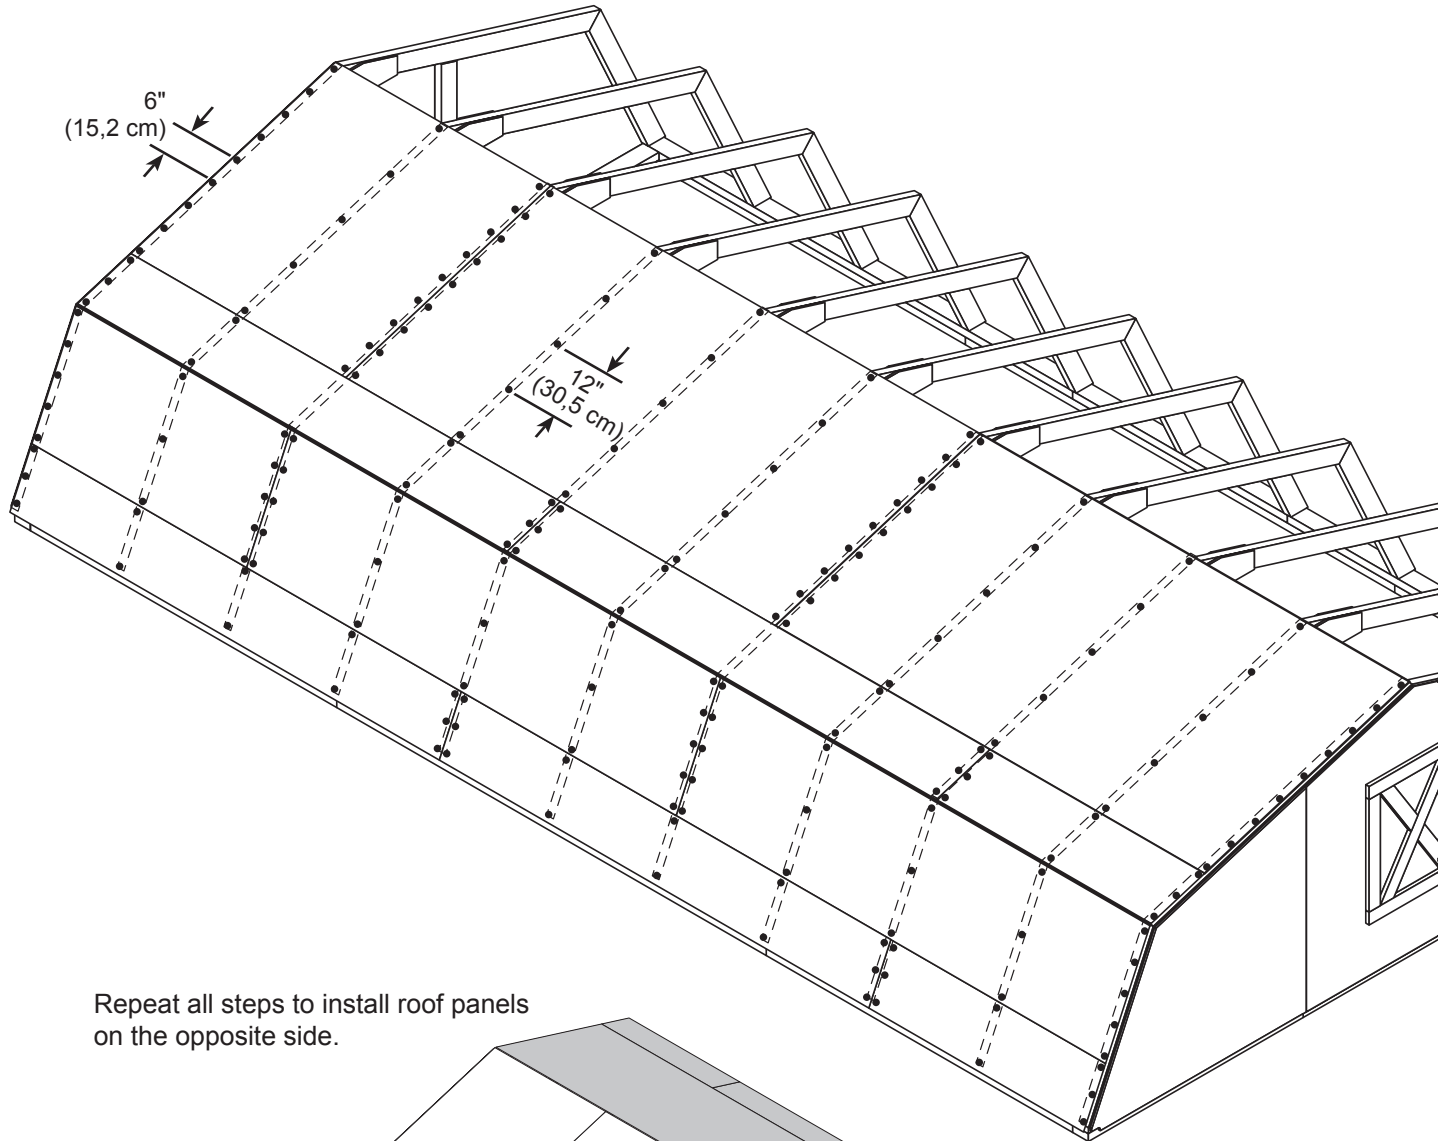 6"
(15,2 cm)
12"
(30,5 cm)
Repeat all steps to install roof panels
on the opposite side.